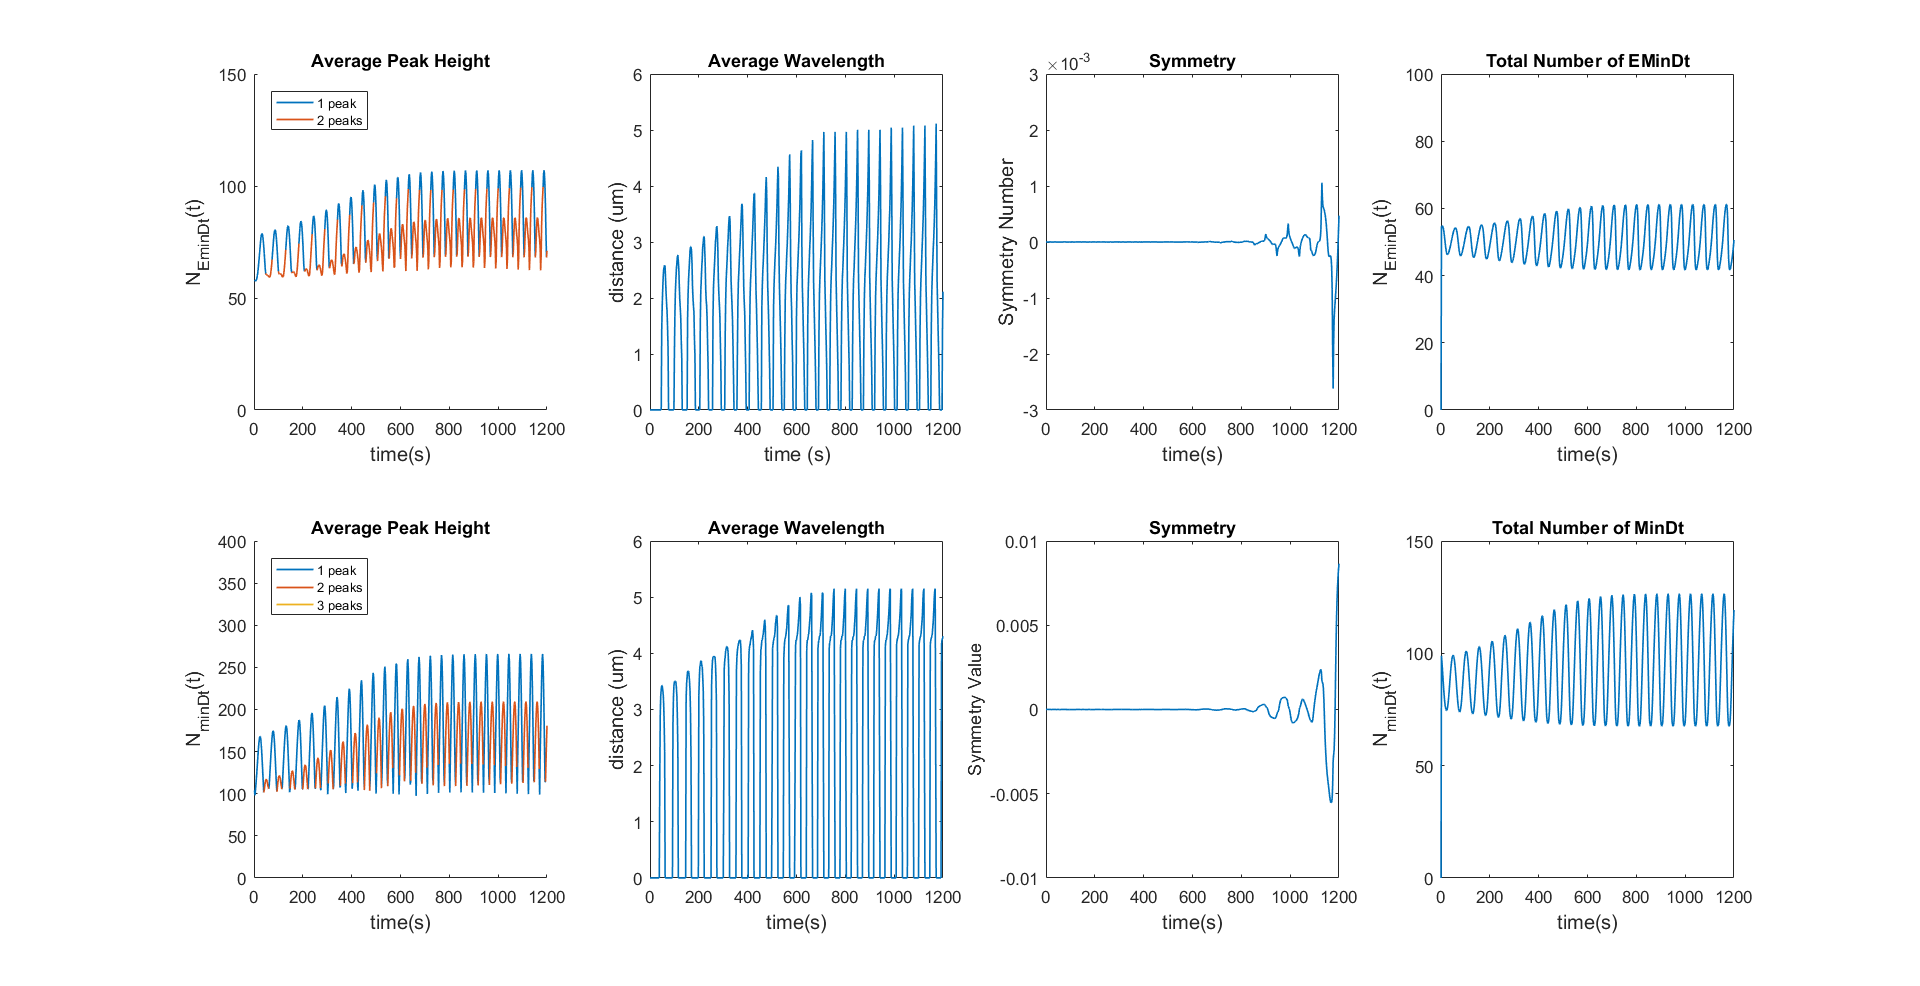 Average Peak Height
150
100
50
0
N_EminDt(t)
1 peak
2 peaks
0 200 400 600 800 1000 1200
time(s)
Average Wavelength
6
5
4
3
2
1
0
distance (um)
0 200 400 600 800 1000 1200
time (s)
Symmetry
×10^-3
3
2
1
0
-1
-2
-3
Symmetry Number
0 200 400 600 800 1000 1200
time(s)
Total Number of EMinDt
100
80
60
40
20
0
N_EminDt(t)
0 200 400 600 800 1000 1200
time(s)
Average Peak Height
400
350
300
250
200
150
100
50
0
N_minDt(t)
1 peak
2 peaks
3 peaks
0 200 400 600 800 1000 1200
time(s)
Average Wavelength
6
5
4
3
2
1
0
distance (um)
0 200 400 600 800 1000 1200
time(s)
Symmetry
0.01
0.005
0
-0.005
-0.01
Symmetry Value
0 200 400 600 800 1000 1200
time(s)
Total Number of MinDt
150
100
50
0
N_minDt(t)
0 200 400 600 800 1000 1200
time(s)